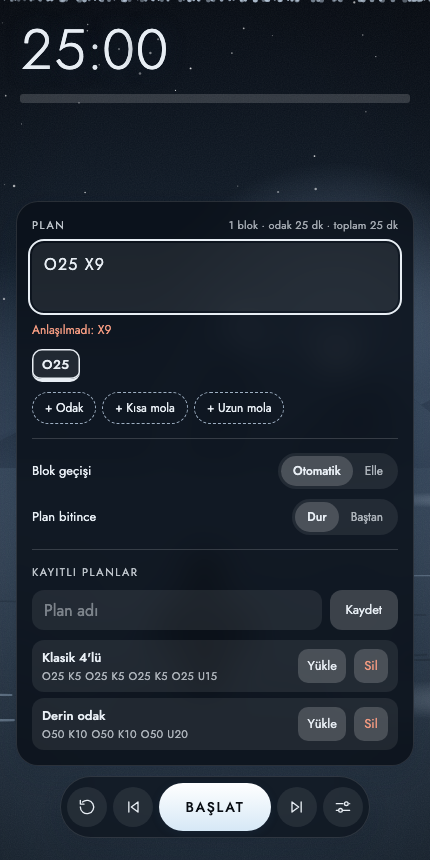 25:00
PLAN
1 blok · odak 25 dk · toplam 25 dk
O25 X9
Anlaşılmadı: X9
O25
+ Odak
+ Kısa mola
+ Uzun mola
Blok geçişi
Otomatik
Elle
Plan bitince
Dur
Baştan
KAYITLI PLANLAR
Plan adı
Kaydet
Klasik 4'lü
O25 K5 O25 K5 O25 K5 O25 U15
Yükle
Sil
Derin odak
O50 K10 O50 K10 O50 U20
Yükle
Sil
BAŞLAT